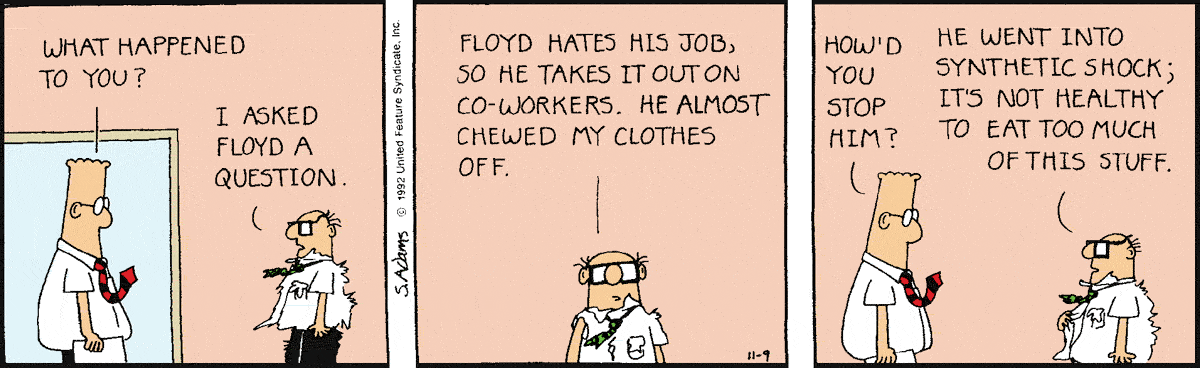 WHAT HAPPENED
TO YOU?
I ASKED
FLOYD A
QUESTION.
S.Adams
© 1992 United Feature Syndicate, Inc.
FLOYD HATES HIS JOB,
SO HE TAKES IT OUT ON
CO-WORKERS. HE ALMOST
CHEWED MY CLOTHES
OFF.
11-9
HOW'D
YOU
STOP
HIM?
HE WENT INTO
SYNTHETIC SHOCK;
IT'S NOT HEALTHY
TO EAT TOO MUCH
OF THIS STUFF.